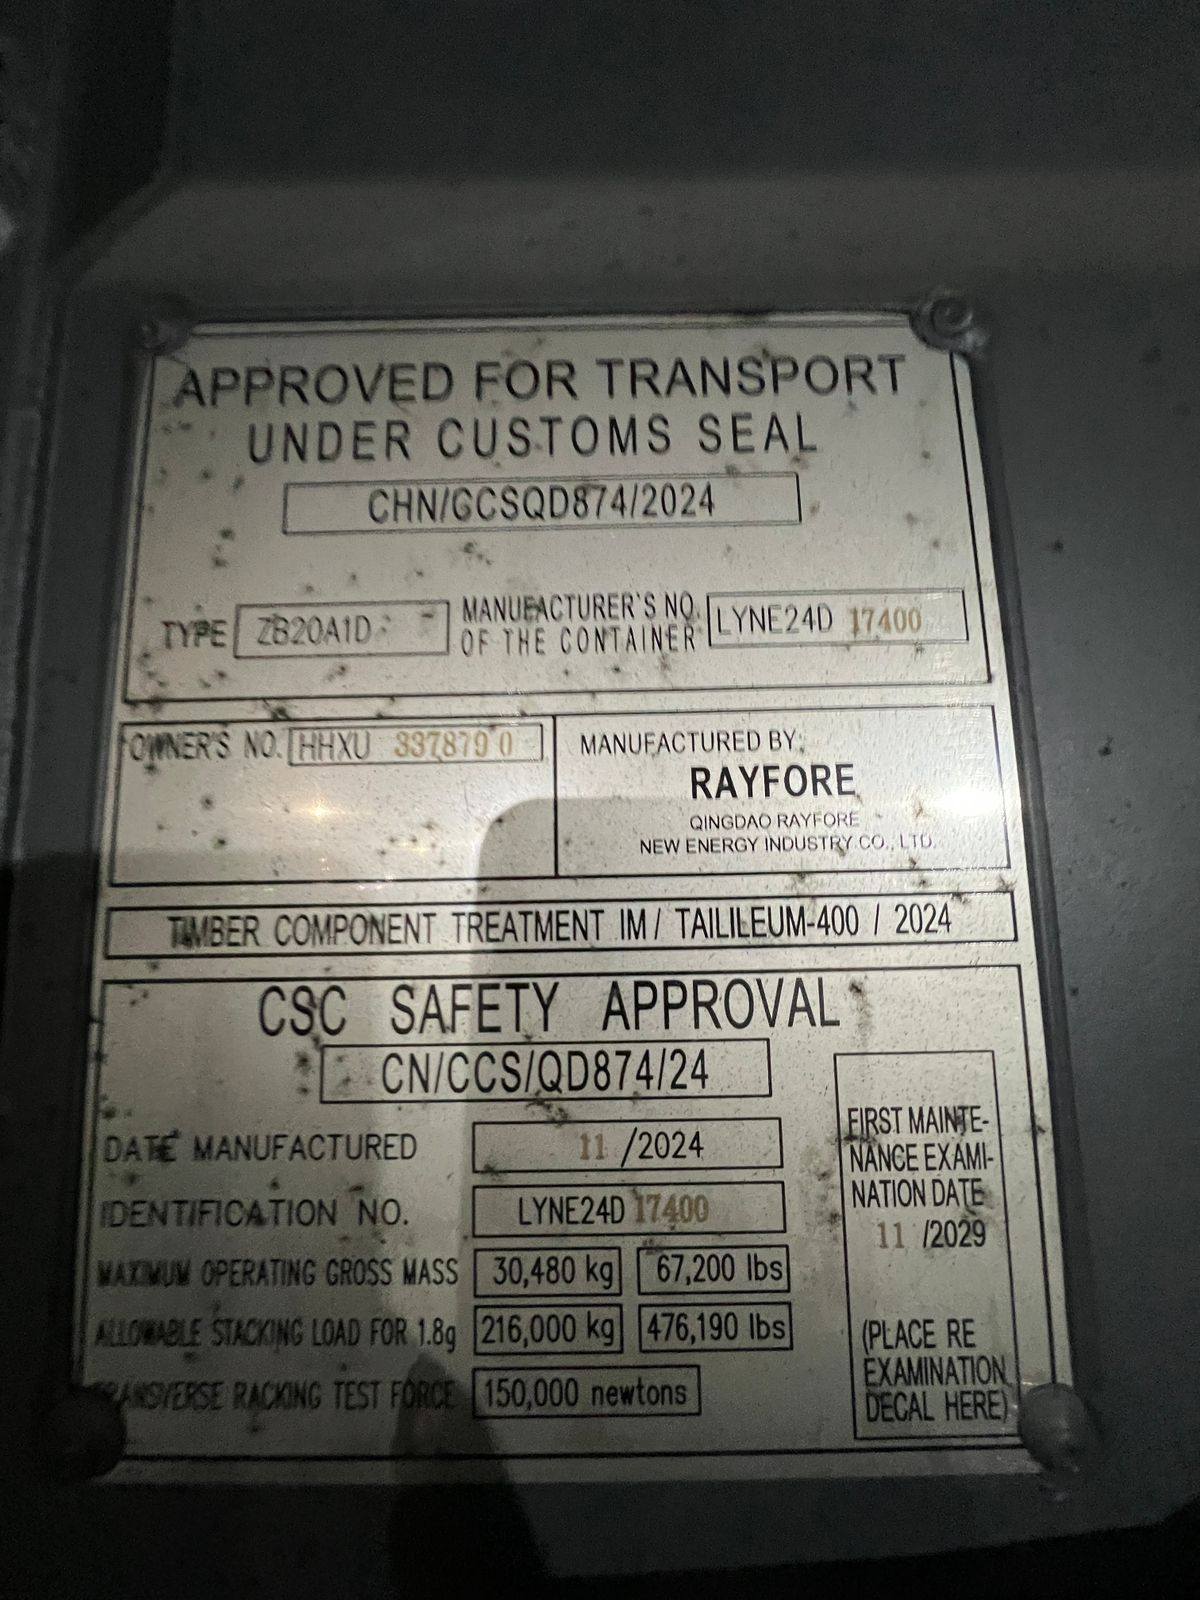 APPROVED FOR TRANSPORT
UNDER CUSTOMS SEAL
CHN/GCSQD874/2024
TYPE ZB20A1D MANUFACTURER'S NO. OF THE CONTAINER LYNE24D 17400
OWNER'S NO. HHXU 337879 0
MANUFACTURED BY:
RAYFORE
QINGDAO RAYFORE
NEW ENERGY INDUSTRY CO., LTD.
TIMBER COMPONENT TREATMENT IM / TAILILEUM-400 / 2024
CSC SAFETY APPROVAL
CN/CCS/QD874/24
DATE MANUFACTURED 11 /2024
IDENTIFICATION NO. LYNE24D 17400
MAXIMUM OPERATING GROSS MASS 30,480 kg 67,200 lbs
ALLOWABLE STACKING LOAD FOR 1.8g 216,000 kg 476,190 lbs
TRANSVERSE RACKING TEST FORCE 150,000 newtons
FIRST MAINTE-
NANCE EXAMI-
NATION DATE
11 /2029
(PLACE RE
EXAMINATION
DECAL HERE)